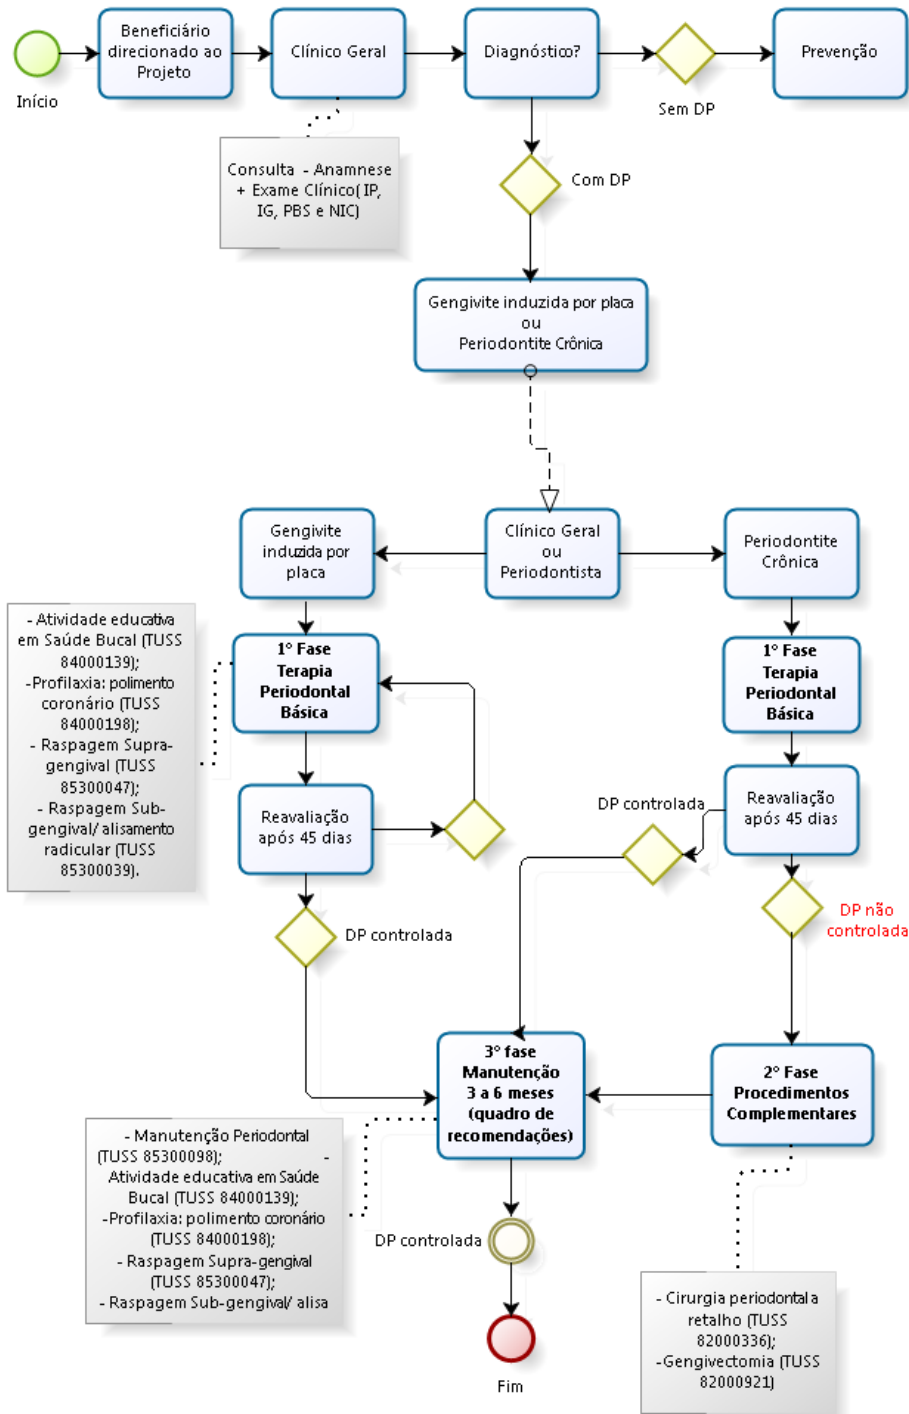 Beneficiário
direcionado ao
Projeto
Clínico Geral
Diagnóstico?
Prevenção
Início
Sem DP
Consulta - Anamnese
+ Exame Clínico( IP,
IG, PBS e NIC)
Com DP
Gengivite induzida por placa
ou
Periodontite Crônica
Gengivite
induzida por
placa
Clínico Geral
ou
Periodontista
Periodontite
Crônica
- Atividade educativa
em Saúde Bucal (TUSS
84000139);
-Profilaxia: polimento
coronário (TUSS
84000198);
- Raspagem Supra-
gengival (TUSS
85300047);
- Raspagem Sub-
gengival/ alisamento
radicular (TUSS
85300039).
1º Fase
Terapia
Periodontal
Básica
1º Fase
Terapia
Periodontal
Básica
Reavaliação
após 45 dias
DP controlada
Reavaliação
após 45 dias
DP controlada
DP não
controlada
3º fase
Manutenção
3 a 6 meses
(quadro de
recomendações)
2º Fase
Procedimentos
Complementares
- Manutenção Periodontal
(TUSS 85300098); -
Atividade educativa em Saúde
Bucal (TUSS 84000139);
-Profilaxia: polimento coronário
(TUSS 84000198);
- Raspagem Supra-gengival
(TUSS 85300047);
- Raspagem Sub-gengival/ alisa
DP controlada
- Cirurgia periodontal a
retalho (TUSS
82000336);
-Gengivectomia (TUSS
82000921)
Fim